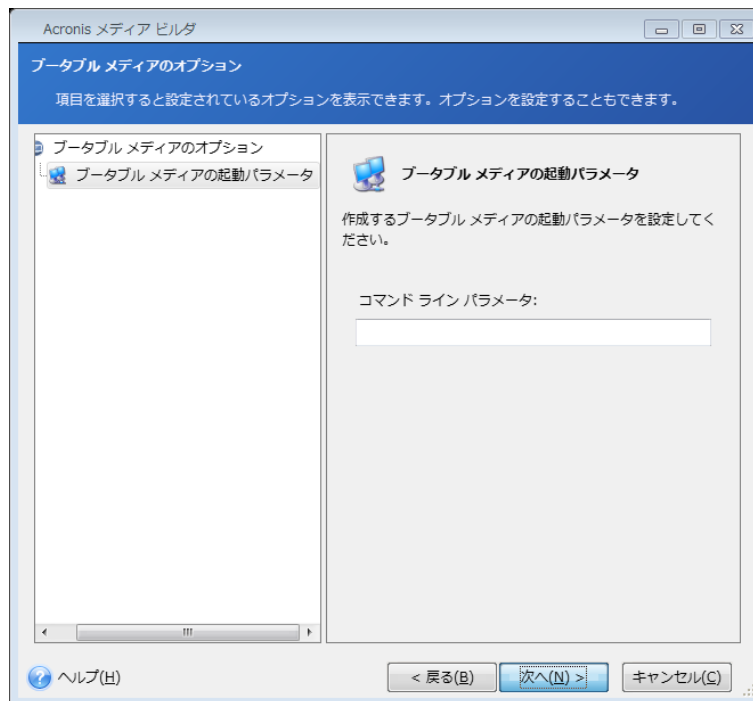 Acronis メディア ビルダ
ブータブル メディアのオプション
項目を選択すると設定されているオプションを表示できます。オプションを設定することもできます。
ブータブル メディアのオプション
ブータブル メディアの起動パラメータ
ブータブル メディアの起動パラメータ
作成するブータブル メディアの起動パラメータを設定してく
ださい。
コマンド ライン パラメータ:
ヘルプ(H)
< 戻る(B)
次へ(N) >
キャンセル(C)